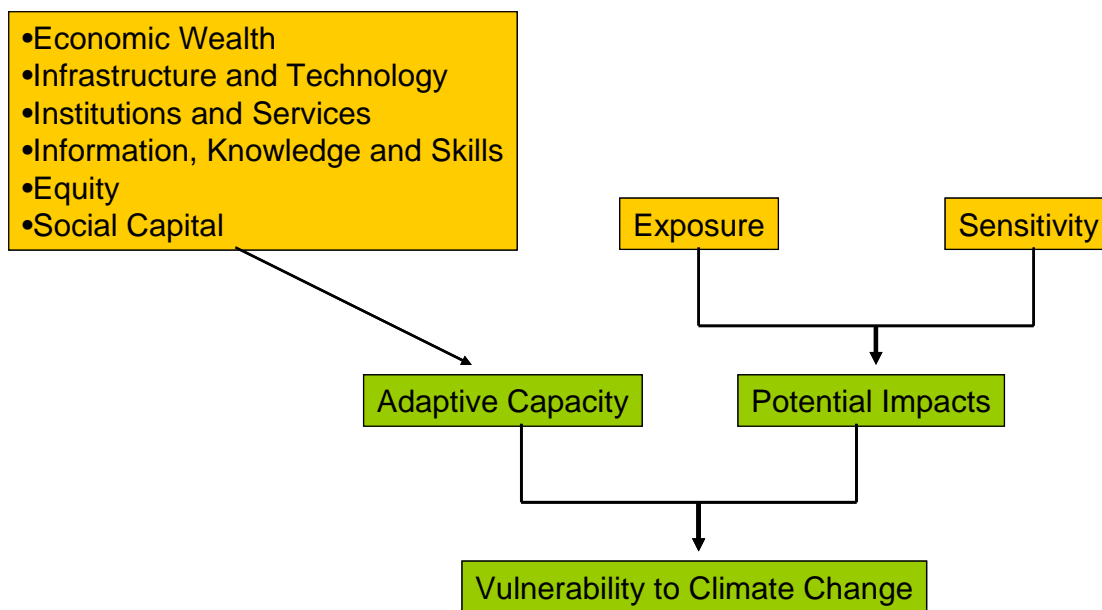 •Economic Wealth
•Infrastructure and Technology
•Institutions and Services
•Information, Knowledge and Skills
•Equity
•Social Capital
Exposure
Sensitivity
Adaptive Capacity
Potential Impacts
Vulnerability to Climate Change